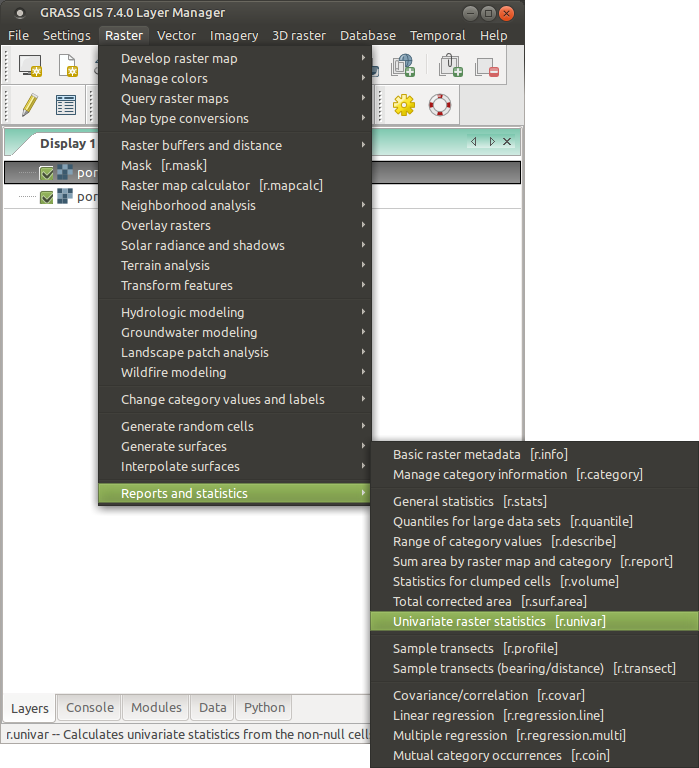 GRASS GIS 7.4.0 Layer Manager
File Settings Raster Vector Imagery 3D raster Database Temporal Help
Develop raster map
Manage colors
Query raster maps
Map type conversions
Display 1
Raster buffers and distance
Mask [r.mask]
por
Raster map calculator [r.mapcalc]
por
Neighborhood analysis
Overlay rasters
Solar radiance and shadows
Terrain analysis
Transform features
Hydrologic modeling
Groundwater modeling
Landscape patch analysis
Wildfire modeling
Change category values and labels
Generate random cells
Generate surfaces
Interpolate surfaces
Reports and statistics
Basic raster metadata [r.info]
Manage category information [r.category]
General statistics [r.stats]
Quantiles for large data sets [r.quantile]
Range of category values [r.describe]
Sum area by raster map and category [r.report]
Statistics for clumped cells [r.volume]
Total corrected area [r.surf.area]
Univariate raster statistics [r.univar]
Sample transects [r.profile]
Sample transects (bearing/distance) [r.transect]
Covariance/correlation [r.covar]
Linear regression [r.regression.line]
Multiple regression [r.regression.multi]
Mutual category occurrences [r.coin]
Layers Console Modules Data Python
r.univar -- Calculates univariate statistics from the non-null cell